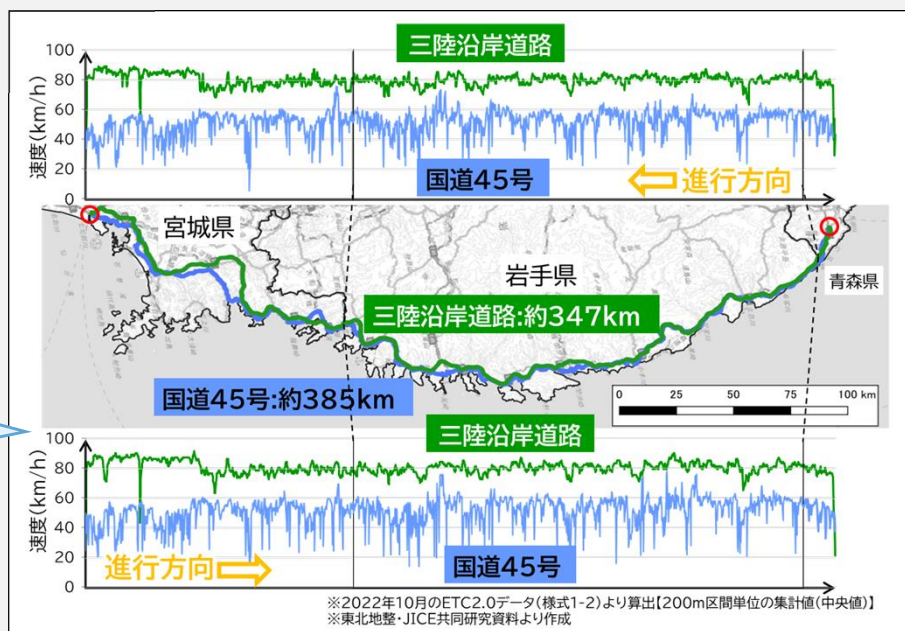 三陸沿岸道路
速度(km/h)
100
80
60
40
20
0
国道45号
進行方向
宮城県
岩手県
青森県
三陸沿岸道路:約347km
国道45号:約385km
0 25 50 75 100 km
三陸沿岸道路
速度(km/h)
100
80
60
40
20
0
進行方向
国道45号
※2022年10月のETC2.0データ(様式1-2)より算出【200m区間単位の集計値(中央値)】
※東北地整・JICE共同研究資料より作成